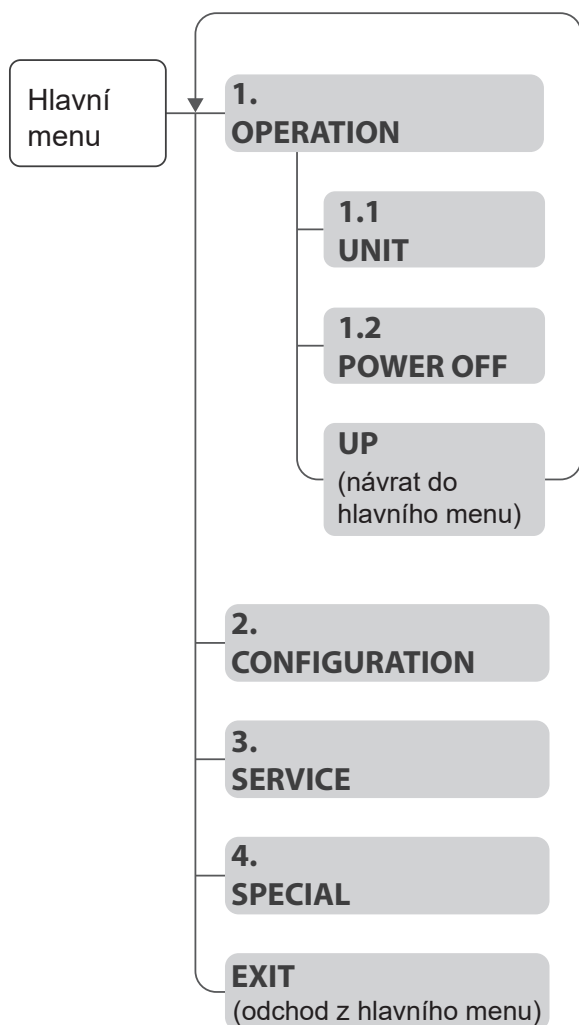 Hlavní
menu
1.
OPERATION
1.1
UNIT
1.2
POWER OFF
UP
(návrat do
hlavního menu)
2.
CONFIGURATION
3.
SERVICE
4.
SPECIAL
EXIT
(odchod z hlavního menu)